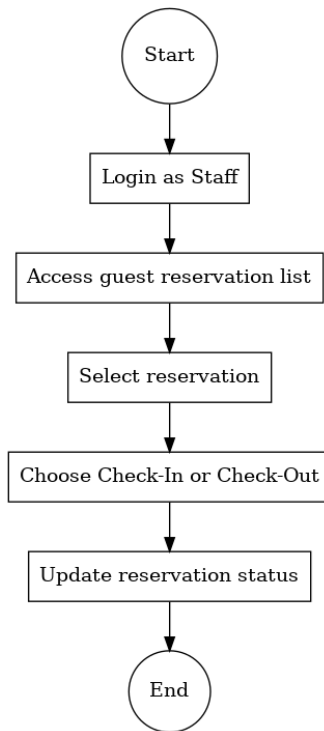 Start
Login as Staff
Access guest reservation list
Select reservation
Choose Check-In or Check-Out
Update reservation status
End